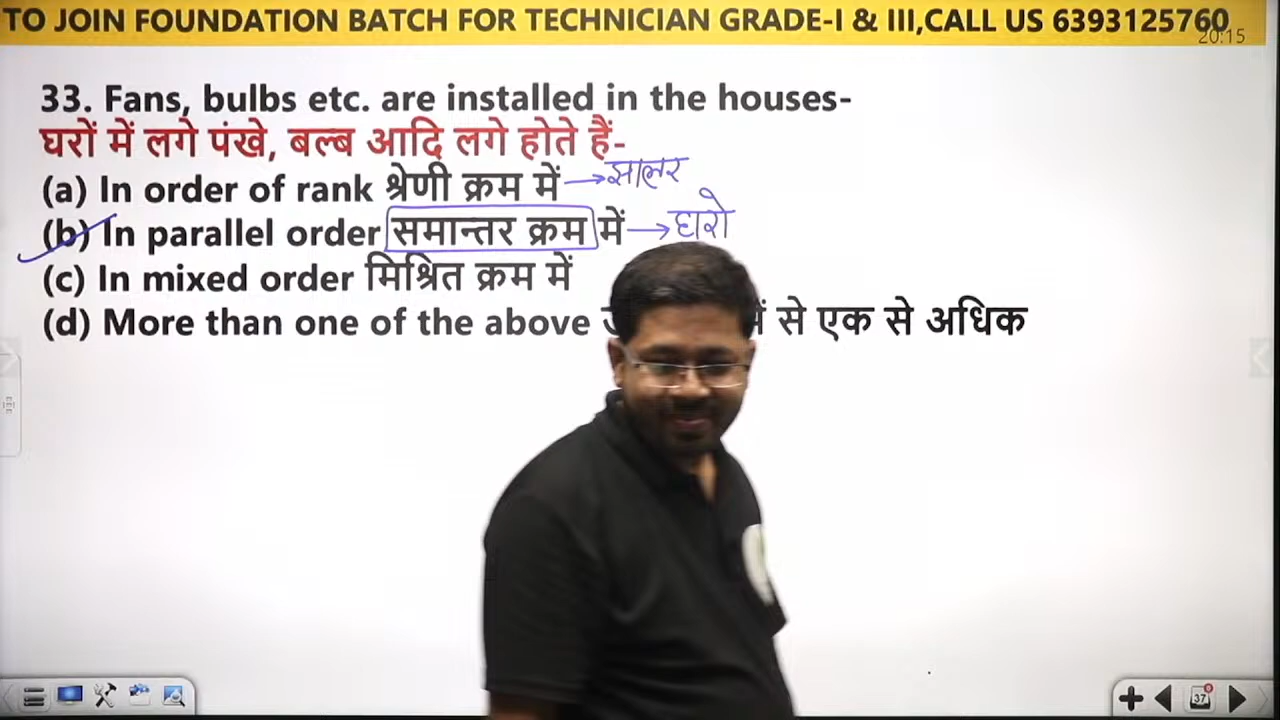 TO JOIN FOUNDATION BATCH FOR TECHNICIAN GRADE-I & III,CALL US 6393125760
20:15
33. Fans, bulbs etc. are installed in the houses-
घरों में लगे पंखे, बल्ब आदि लगे होते हैं-
(a) In order of rank श्रेणी क्रम में → झालर
(b) In parallel order समान्तर क्रम में → घरो
(c) In mixed order मिश्रित क्रम में
(d) More than one of the above से एक से अधिक
37